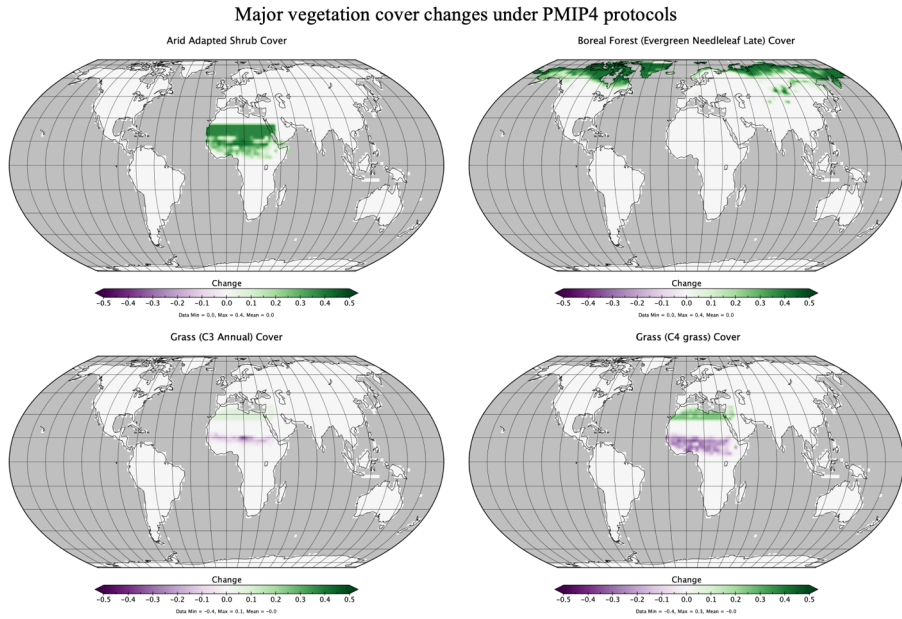 Major vegetation cover changes under PMIP4 protocols
Arid Adapted Shrub Cover
Boreal Forest (Evergreen Needleleaf Late) Cover
Change
-0.5 -0.4 -0.3 -0.2 -0.1 0.0 0.1 0.2 0.3 0.4 0.5
Data Min = 0.0, Max = 0.4, Mean = 0.0
Change
-0.5 -0.4 -0.3 -0.2 -0.1 0.0 0.1 0.2 0.3 0.4 0.5
Data Min = 0.0, Max = 0.4, Mean = 0.0
Grass (C3 Annual) Cover
Grass (C4 grass) Cover
Change
-0.5 -0.4 -0.3 -0.2 -0.1 0.0 0.1 0.2 0.3 0.4 0.5
Data Min = -0.4, Max = 0.1, Mean = -0.0
Change
-0.5 -0.4 -0.3 -0.2 -0.1 0.0 0.1 0.2 0.3 0.4 0.5
Data Min = -0.4, Max = 0.3, Mean = -0.0